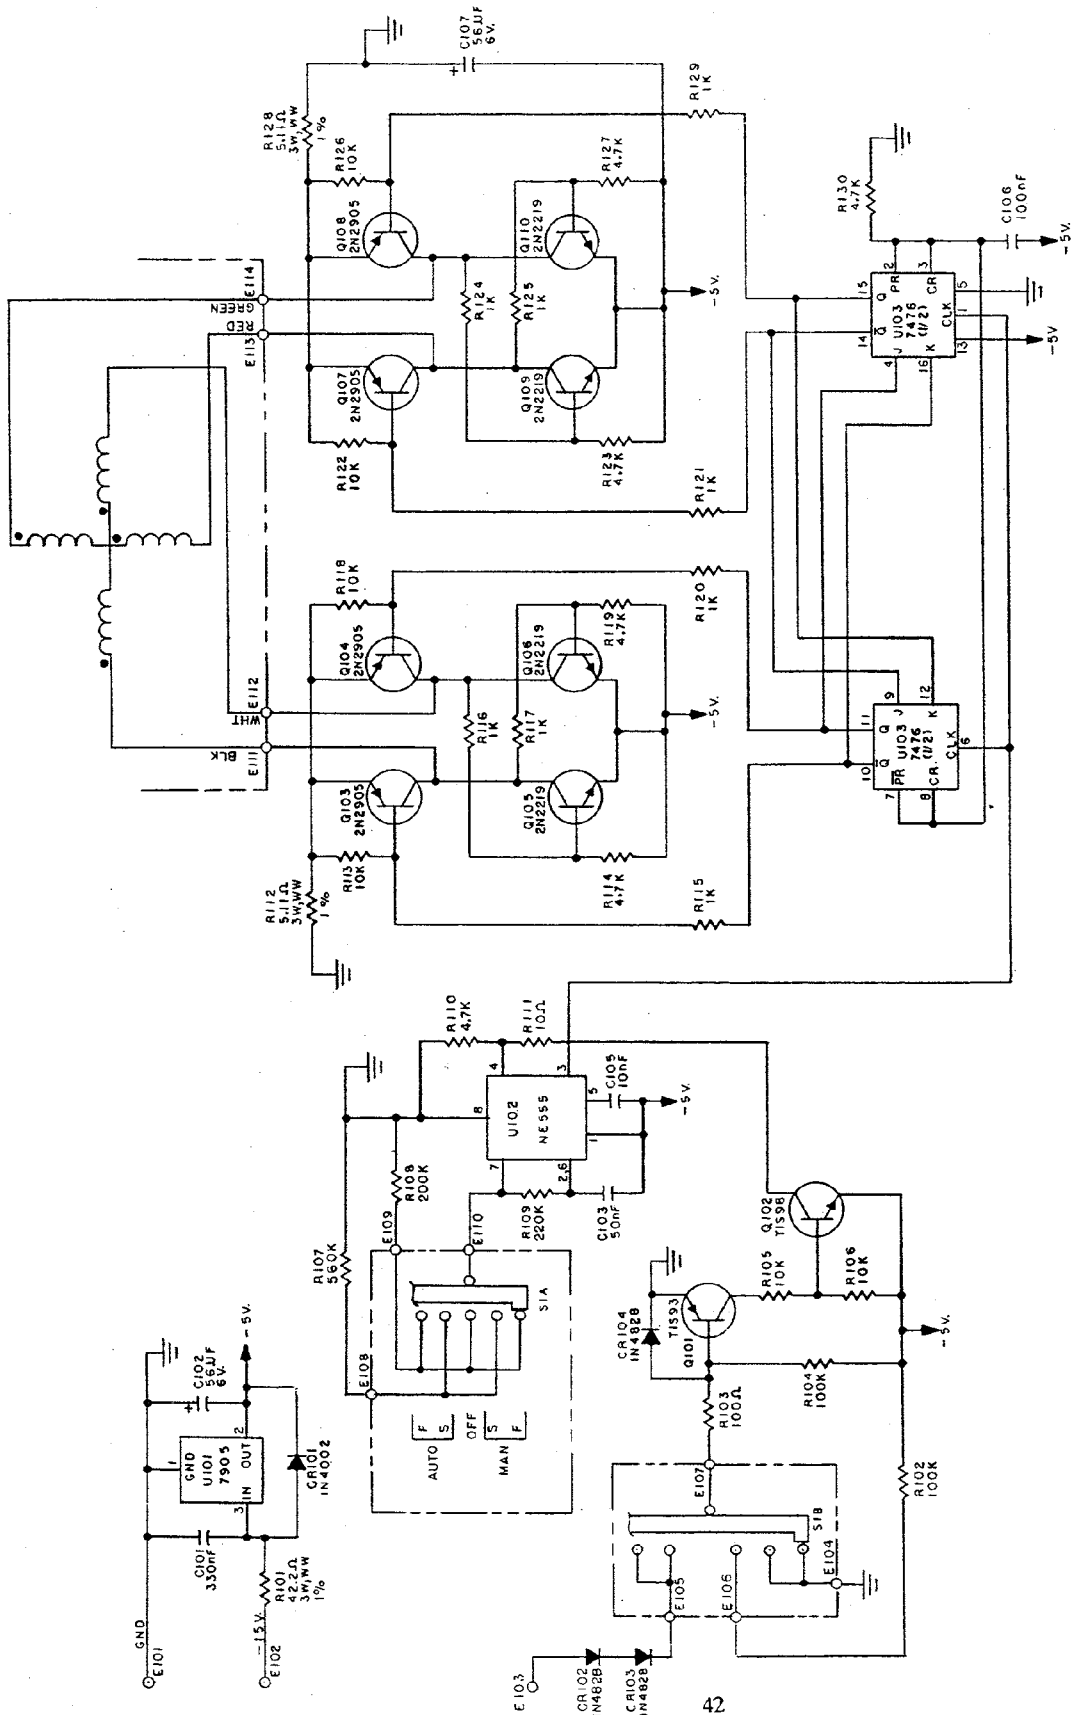 GND
E101
-15V.
E102
R101
42.2Ω
3W,WW
1%
C101
330nF
3
IN
GND
1
U101
7905
OUT
2
C102
56UF
6V.
+
-5V.
CR101
1N4002
E103
CR102
1N4828
CR103
1N4828
E105
E106
E104
E107
S1B
R102
100K
R103
100Ω
R104
100K
CR104
1N4828
Q101
TIS93
R105
10K
R106
10K
-5V.
Q102
TIS98
AUTO
F
S
OFF
MAN
S
F
E108
E109
E110
S1A
R107
560K
R108
200K
R109
220K
C103
50nF
7
2,6
8
U102
NE555
4
3
5
1
C105
10nF
-5V.
R110
4.7K
R111
10Ω
R112
5.11Ω
3W,WW
1%
R113
10K
Q103
2N2905
Q104
2N2905
R118
10K
R116
1K
R117
1K
Q105
2N2219
Q106
2N2219
R114
4.7K
R119
4.7K
-5V.
R115
1K
R120
1K
BLK
E111
WHT
E112
RED
E113
GREEN
E114
R122
10K
Q107
2N2905
Q108
2N2905
R126
10K
R128
5.11Ω
3W,WW
1%
C107
56UF
6V.
+
R124
1K
R125
1K
Q109
2N2219
Q110
2N2219
R123
4.7K
R127
4.7K
-5V.
R121
1K
R129
1K
10
Q
11
Q
9
J
12
K
7
PR
8
CR.
U103
7476
(1/2)
CLK
6
14
Q
15
Q
4
J
16
K
PR
2
CR
3
U103
7476
(1/2)
CLK
13
1
5
-5V
R130
4.7K
C106
100nF
-5V.
42